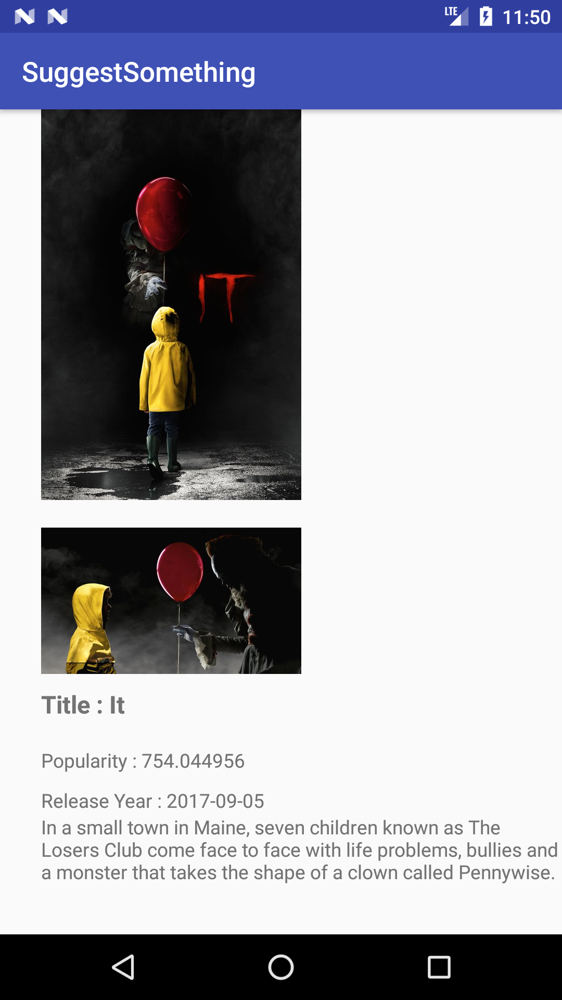 LTE 11:50
SuggestSomething
IT
Title : It
Popularity : 754.044956
Release Year : 2017-09-05
In a small town in Maine, seven children known as The
Losers Club come face to face with life problems, bullies and
a monster that takes the shape of a clown called Pennywise.